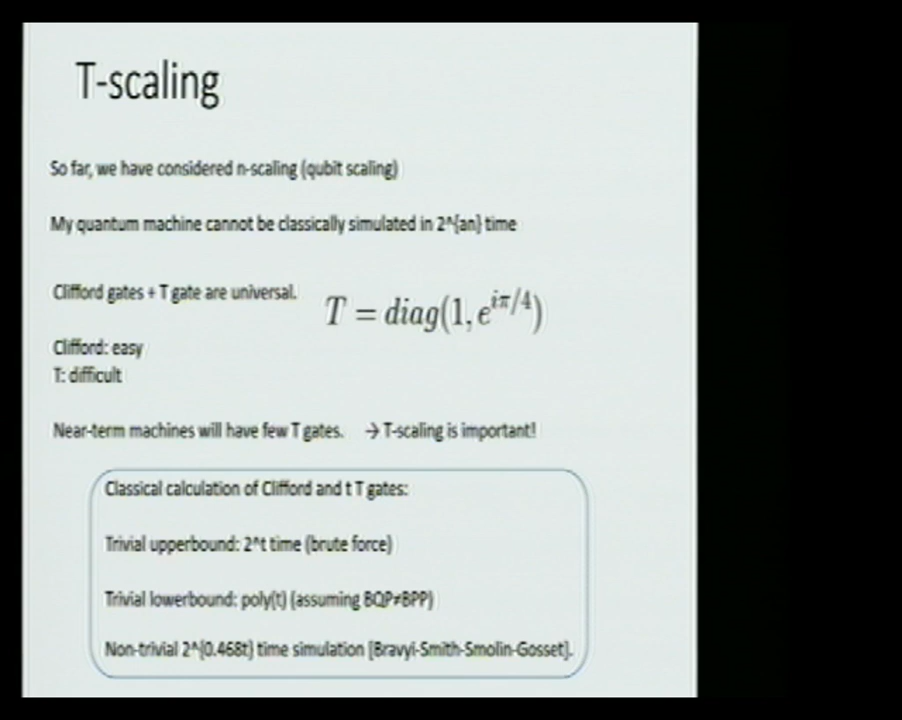 T-scaling
So far, we have considered n-scaling (qubit scaling)
My quantum machine cannot be classically simulated in 2^{an} time
Clifford gates + T gate are universal.
T = diag(1, e^{iπ/4})
Clifford: easy
T: difficult
Near-term machines will have few T gates. → T-scaling is important!
Classical calculation of Clifford and t T gates:
Trivial upperbound: 2^t time (brute force)
Trivial lowerbound: poly(t) (assuming BQP≠BPP)
Non-trivial 2^{0.468t} time simulation [Bravyi-Smith-Smolin-Gosset].